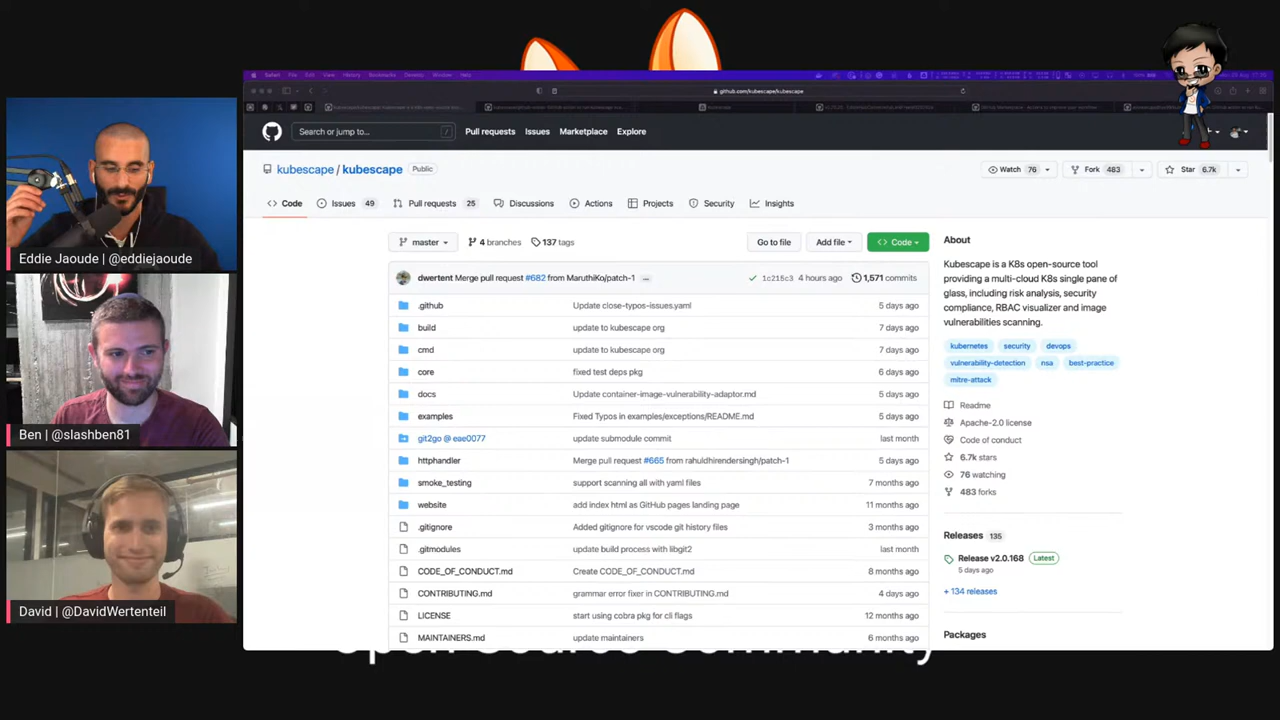 github.com/kubescape/kubescape
Search or jump to...
/
Pull requests
Issues
Marketplace
Explore
kubescape / kubescape
Public
Watch 76
Fork 483
Star 6.7k
Code
Issues 49
Pull requests 25
Discussions
Actions
Projects
Security
Insights
master
4 branches
137 tags
Go to file
Add file
Code
dwertent Merge pull request #682 from MaruthiKo/patch-1 ... 1c215c3 4 hours ago 1,571 commits
.github Update close-typos-issues.yaml 5 days ago
build update to kubescape org 7 days ago
cmd update to kubescape org 7 days ago
core fixed test deps pkg 6 days ago
docs Update container-image-vulnerability-adaptor.md 5 days ago
examples Fixed Typos in examples/exceptions/README.md 5 days ago
git2go @ eae0077 update submodule commit last month
httphandler Merge pull request #665 from rahuldhirendersingh/patch-1 5 days ago
smoke_testing support scanning all with yaml files 7 months ago
website add index html as GitHub pages landing page 11 months ago
.gitignore Added gitignore for vscode git history files 3 months ago
.gitmodules update build process with libgit2 last month
CODE_OF_CONDUCT.md Create CODE_OF_CONDUCT.md 8 months ago
CONTRIBUTING.md grammar error fixer in CONTRIBUTING.md 4 days ago
LICENSE start using cobra pkg for cli flags 12 months ago
MAINTAINERS.md update maintainers 6 months ago
About
Kubescape is a K8s open-source tool
providing a multi-cloud K8s single pane of
glass, including risk analysis, security
compliance, RBAC visualizer and image
vulnerabilities scanning.
kubernetes security devops
vulnerability-detection nsa best-practice
mitre-attack
Readme
Apache-2.0 license
Code of conduct
6.7k stars
76 watching
483 forks
Releases 135
Release v2.0.168 Latest
5 days ago
+ 134 releases
Packages
Eddie Jaoude | @eddiejaoude
Ben | @slashben81
David | @DavidWertenteil
Open Source Community